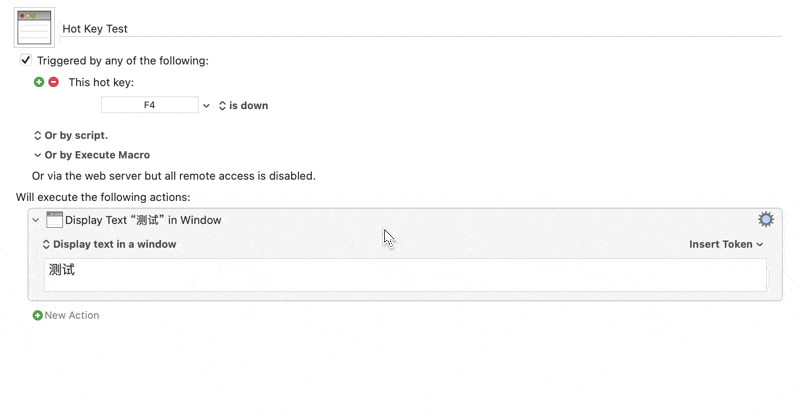 Hot Key Test
Triggered by any of the following:
This hot key:
F4 is down
Or by script.
Or by Execute Macro
Or via the web server but all remote access is disabled.
Will execute the following actions:
Display Text “测试” in Window
Display text in a window Insert Token
测试
New Action